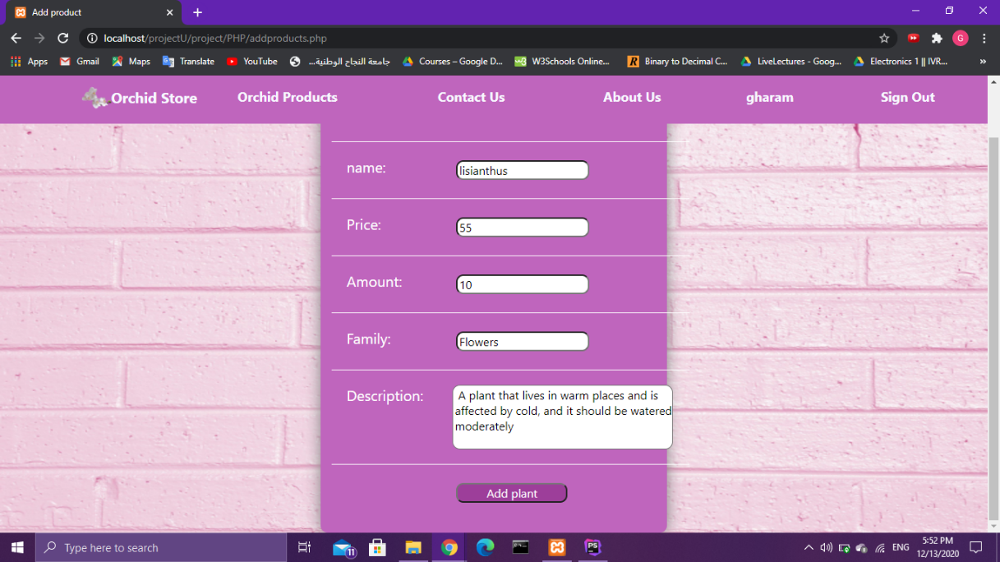 Add product
localhost/projectU/project/PHP/addproducts.php
Apps Gmail Maps Translate YouTube جامعة النجاح الوطنية... Courses – Google D... W3Schools Online... Binary to Decimal C... LiveLectures - Goog... Electronics 1 || IVR... »
Orchid Store Orchid Products Contact Us About Us gharam Sign Out
name: lisianthus
Price: 55
Amount: 10
Family: Flowers
Description: A plant that lives in warm places and is
affected by cold, and it should be watered
moderately
Add plant
Type here to search 11 PS ENG 5:52 PM
12/13/2020